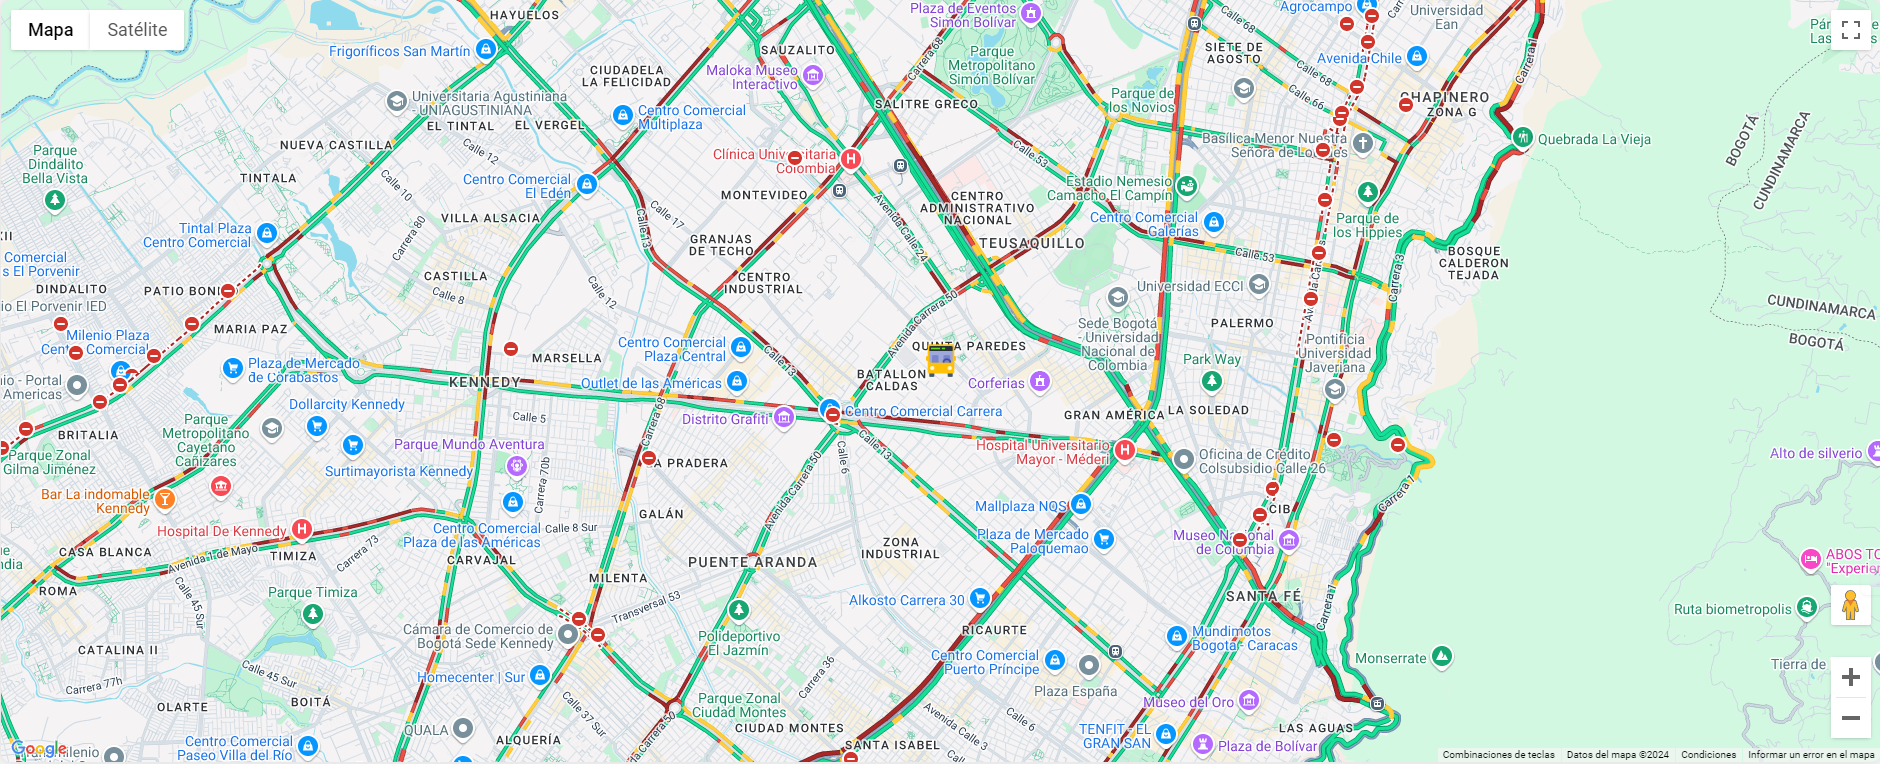 Mapa
Satélite
HAYUELOS
Frigoríficos San Martín
SAUZALITO
Plaza de Eventos
Simón Bolívar
Agrocampo
Universidad
Ean
Calle 68
Carrera 68
SIETE DE
AGOSTO
Avenida Chile
Carrera 1
CIUDADELA
LA FELICIDAD
Maloka Museo
Interactivo
Parque
Metropolitano
Simón Bolívar
Calle 68
Calle 66
CHAPINERO
ZONA G
Universitaria Agustiniana
- UNIAGUSTINIANA
EL TINTAL
EL VERGEL
Centro Comercial
Multiplaza
SALITRE GRECO
Parque de
los Novios
BOGOTÁ
CUNDINAMARCA
Quebrada La Vieja
Basílica Menor Nuestra
Señora de Lourdes
NUEVA CASTILLA
Calle 12
Parque
Dindalito
Bella Vista
Clínica Universitaria
Colombia
Calle 53
TINTALA
Calle 10
Centro Comercial
El Edén
MONTEVIDEO
CENTRO
ADMINISTRATIVO
NACIONAL
Estadio Nemesio
Camacho El Campín
Centro Comercial
Galerías
Parque de
los Hippies
Tintal Plaza
Centro Comercial
Carrera 80
VILLA ALSACIA
Calle 13
Calle 17
Avenida Calle 24
GRANJAS
DE TECHO
TEUSAQUILLO
Calle 53
BOSQUE
CALDERON
TEJADA
Comercial
El Porvenir
DINDALITO
CASTILLA
Calle 8
CENTRO
INDUSTRIAL
Calle 12
Universidad ECCI
Carrera 3
CUNDINAMARCA
BOGOTÁ
El Porvenir IED
MARIA PAZ
Avenida Carrera 50
Sede Bogotá
- Universidad
Nacional de
Colombia
PALERMO
Pontificia
Universidad
Javeriana
Milenio Plaza
Centro Comercial
Plaza de Mercado
de Corabastos
MARSELLA
Centro Comercial
Plaza Central
Calle 13
QUINTA PAREDES
Park Way
- Portal
Americas
KENNEDY
Outlet de las Américas
BATALLON
CALDAS
Corferias
Dollarcity Kennedy
Calle 5
Carrera 68
Distrito Grafiti
Centro Comercial Carrera
GRAN AMÉRICA
LA SOLEDAD
BRITALIA
Parque
Metropolitano
Cayetano
Cañizares
Parque Mundo Aventura
Parque Zonal
Gilma Jiménez
Surtimayorista Kennedy
Carrera 70b
LA PRADERA
Avenida Carrera 50
Calle 6
Calle 13
Hospital Universitario
Mayor - Méderi
Oficina de Crédito
Colsubsidio Calle 26
Carrera 1
Alto de silverio
Bar La indomable
Kennedy
Hospital De Kennedy
Centro Comercial
Plaza de las Américas
Calle 8 Sur
GALÁN
Mallplaza NQS
Plaza de Mercado
Paloquemao
Museo Nacional
de Colombia
CASA BLANCA
TIMIZA
Avenida 1 de Mayo
Carrera 73
CARVAJAL
PUENTE ARANDA
ZONA
INDUSTRIAL
ROMA
Calle 45 Sur
Parque Timiza
MILENTA
Transversal 53
Alkosto Carrera 30
SANTA FÉ
Carrera 1
Ruta biometropolis
CATALINA II
Cámara de Comercio de
Bogotá Sede Kennedy
Polideportivo
El Jazmín
RICAURTE
Mundimotos
Bogotá - Caracas
Monserrate
Tierra de
Carrera 77h
Calle 45 Sur
Homecenter | Sur
Carrera 36
Centro Comercial
Puerto Príncipe
Plaza España
OLARTE
BOITÁ
Calle 37 Sur
Parque Zonal
Ciudad Montes
Museo del Oro
ALQUERÍA
CIUDAD MONTES
Avenida Calle 3
Calle 6
TENFIT - EL
GRAN SAN
LAS AGUAS
Centro Comercial
Paseo Villa del Río
SANTA ISABEL
Plaza de Bolívar
Google
Combinaciones de teclas
Datos del mapa ©2024
Condiciones
Informar un error en el mapa